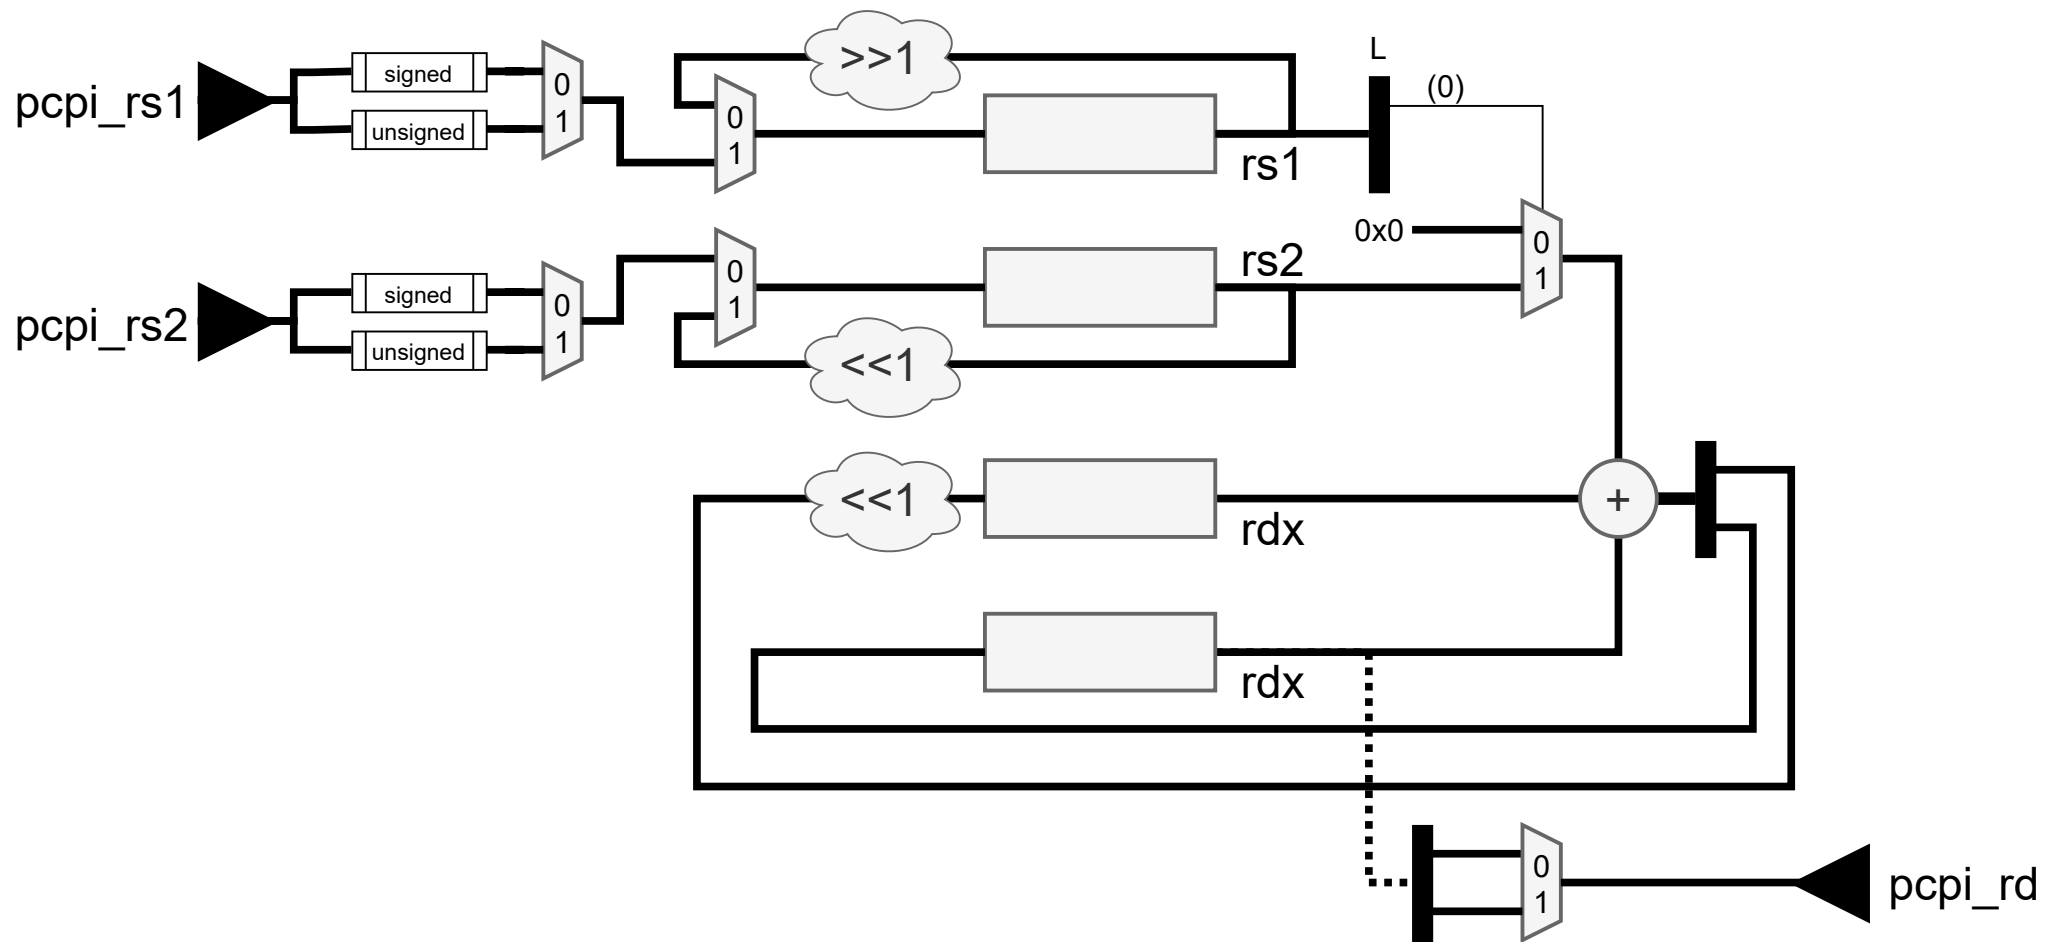 >>1
L
signed
0
(0)
pcpi_rs1
0
1
unsigned
1
rs1
0x0
rs2
0
1
0
1
signed
0
pcpi_rs2
1
unsigned
<<1
<<1
+
rdx
rdx
0
1
pcpi_rd